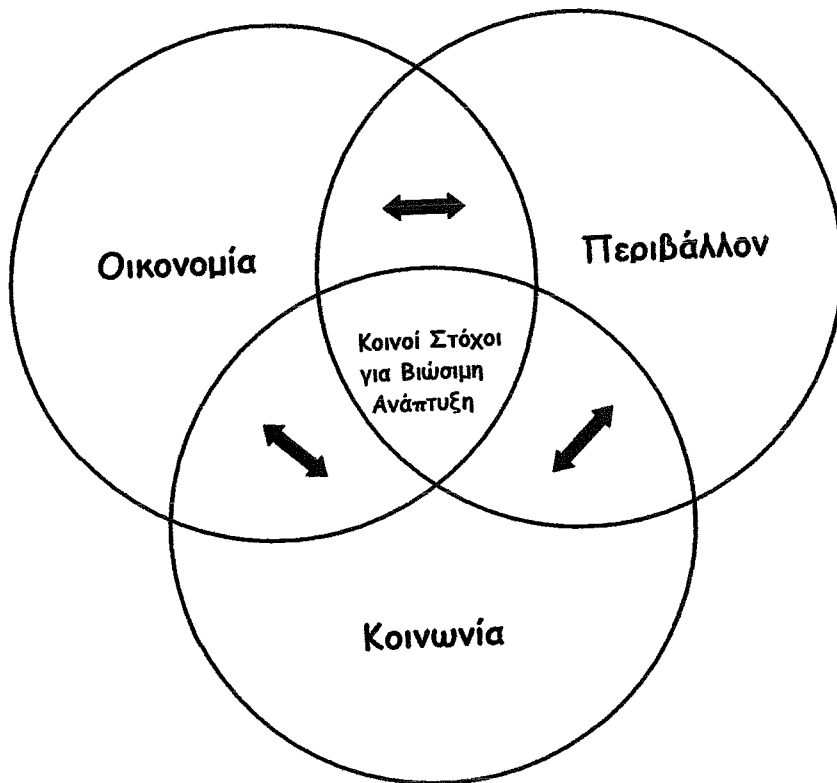 Οικονομία
Περιβάλλον
Κοινοί Στόχοι
για Βιώσιμη
Ανάπτυξη
Κοινωνία